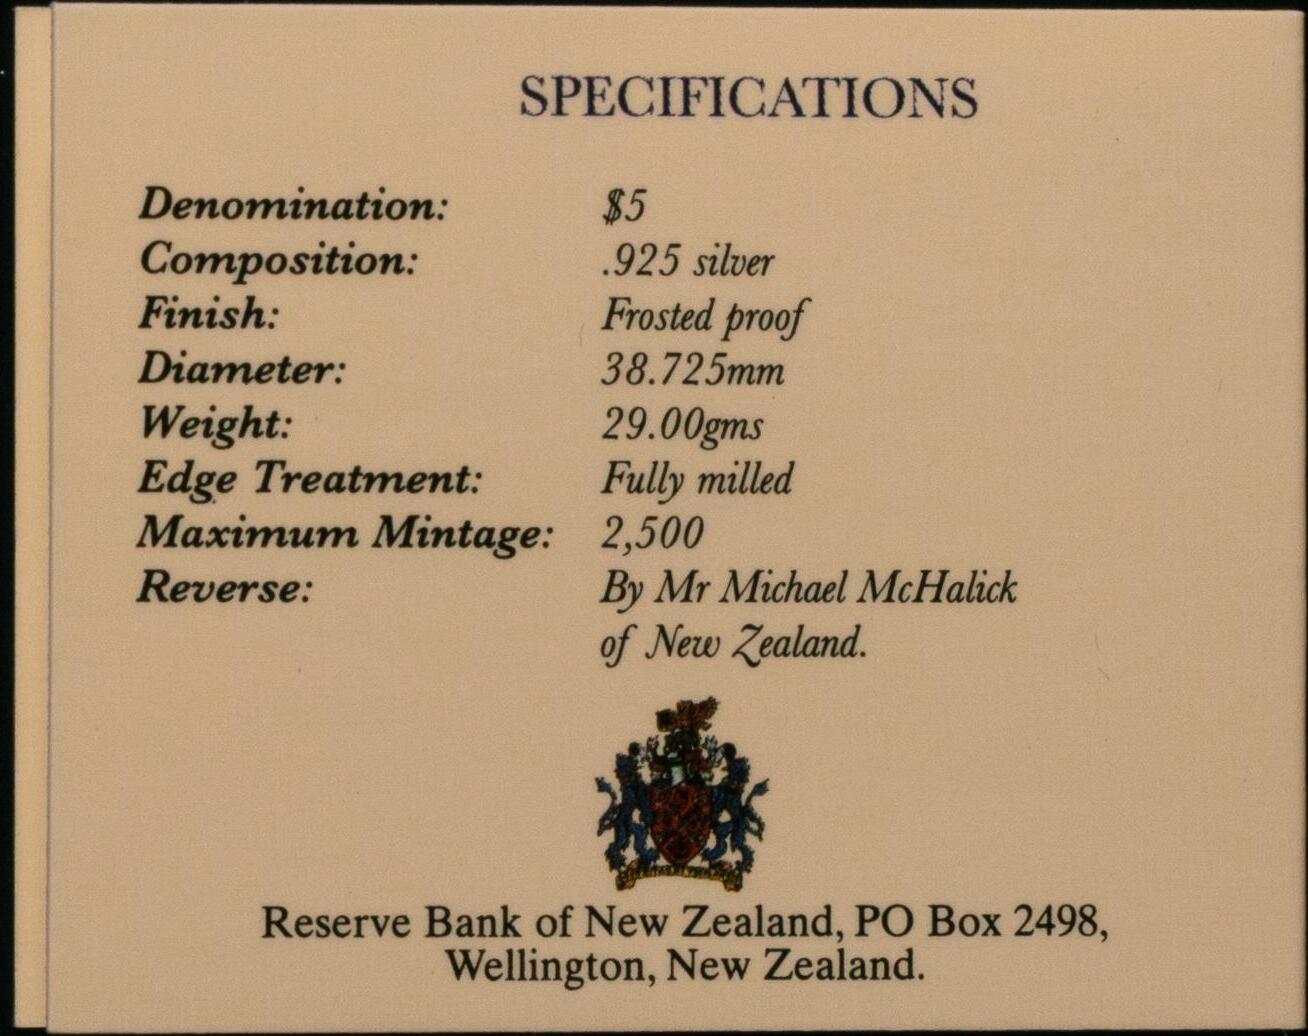 SPECIFICATIONS
Denomination: $5
Composition: .925 silver
Finish: Frosted proof
Diameter: 38.725mm
Weight: 29.00gms
Edge Treatment: Fully milled
Maximum Mintage: 2,500
Reverse: By Mr Michael McHalick
of New Zealand.
Reserve Bank of New Zealand, PO Box 2498,
Wellington, New Zealand.